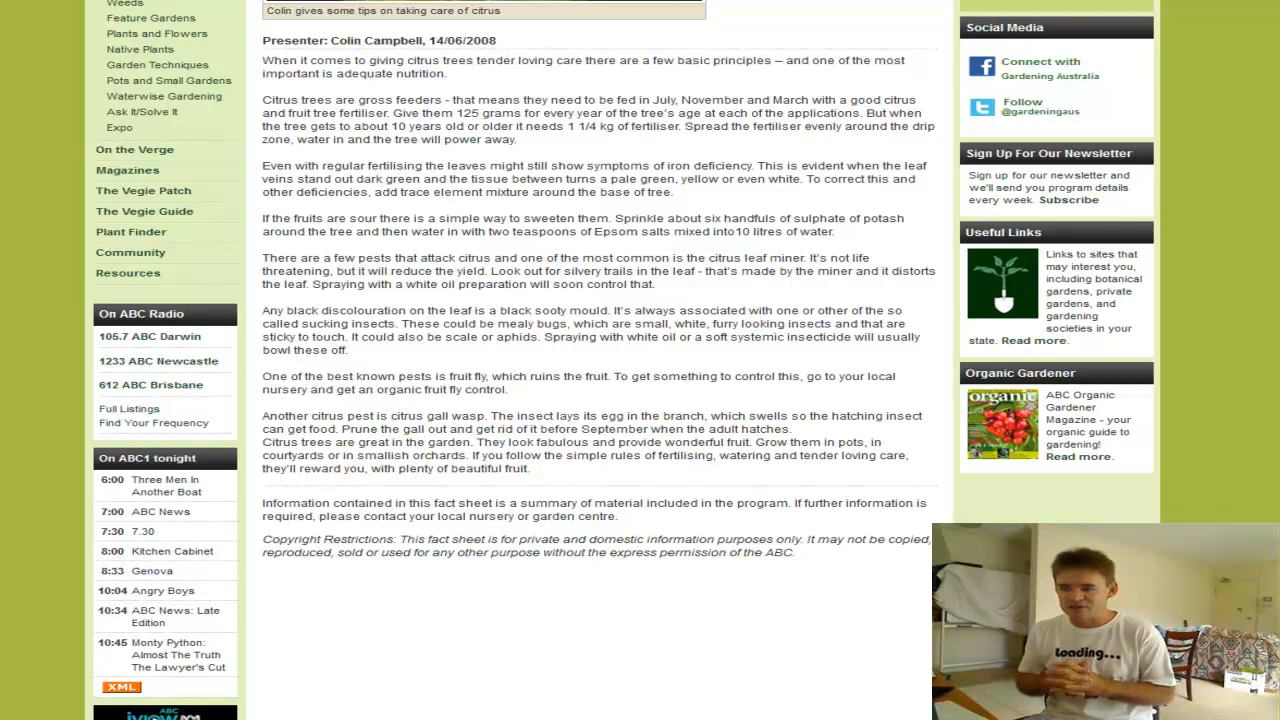 Weeds
Feature Gardens
Plants and Flowers
Native Plants
Garden Techniques
Pots and Small Gardens
Waterwise Gardening
Ask It/Solve It
Expo
On the Verge
Magazines
The Vegie Patch
The Vegie Guide
Plant Finder
Community
Resources
On ABC Radio
105.7 ABC Darwin
1233 ABC Newcastle
612 ABC Brisbane
Full Listings
Find Your Frequency
On ABC1 tonight
6:00 Three Men In
Another Boat
7:00 ABC News
7:30 7.30
8:00 Kitchen Cabinet
8:33 Genova
10:04 Angry Boys
10:34 ABC News: Late
Edition
10:45 Monty Python:
Almost The Truth
The Lawyer's Cut
XML
ABC
iview
Colin gives some tips on taking care of citrus
Presenter: Colin Campbell, 14/06/2008
When it comes to giving citrus trees tender loving care there are a few basic principles – and one of the most
important is adequate nutrition.
Citrus trees are gross feeders - that means they need to be fed in July, November and March with a good citrus
and fruit tree fertiliser. Give them 125 grams for every year of the tree's age at each of the applications. But when
the tree gets to about 10 years old or older it needs 1 1/4 kg of fertiliser. Spread the fertiliser evenly around the drip
zone, water in and the tree will power away.
Even with regular fertilising the leaves might still show symptoms of iron deficiency. This is evident when the leaf
veins stand out dark green and the tissue between turns a pale green, yellow or even white. To correct this and
other deficiencies, add trace element mixture around the base of tree.
If the fruits are sour there is a simple way to sweeten them. Sprinkle about six handfuls of sulphate of potash
around the tree and then water in with two teaspoons of Epsom salts mixed into10 litres of water.
There are a few pests that attack citrus and one of the most common is the citrus leaf miner. It's not life
threatening, but it will reduce the yield. Look out for silvery trails in the leaf - that's made by the miner and it distorts
the leaf. Spraying with a white oil preparation will soon control that.
Any black discolouration on the leaf is a black sooty mould. It's always associated with one or other of the so
called sucking insects. These could be mealy bugs, which are small, white, furry looking insects and that are
sticky to touch. It could also be scale or aphids. Spraying with white oil or a soft systemic insecticide will usually
bowl these off.
One of the best known pests is fruit fly, which ruins the fruit. To get something to control this, go to your local
nursery and get an organic fruit fly control.
Another citrus pest is citrus gall wasp. The insect lays its egg in the branch, which swells so the hatching insect
can get food. Prune the gall out and get rid of it before September when the adult hatches.
Citrus trees are great in the garden. They look fabulous and provide wonderful fruit. Grow them in pots, in
courtyards or in smallish orchards. If you follow the simple rules of fertilising, watering and tender loving care,
they'll reward you, with plenty of beautiful fruit.
Information contained in this fact sheet is a summary of material included in the program. If further information is
required, please contact your local nursery or garden centre.
Copyright Restrictions: This fact sheet is for private and domestic information purposes only. It may not be copied,
reproduced, sold or used for any other purpose without the express permission of the ABC.
Social Media
Connect with
Gardening Australia
Follow
@gardeningaus
Sign Up For Our Newsletter
Sign up for our newsletter and
we'll send you program details
every week. Subscribe
Useful Links
Links to sites that
may interest you,
including botanical
gardens, private
gardens, and
gardening
societies in your
state. Read more.
Organic Gardener
organic
ABC Organic
Gardener
Magazine - your
organic guide to
gardening!
Read more.
Loading...